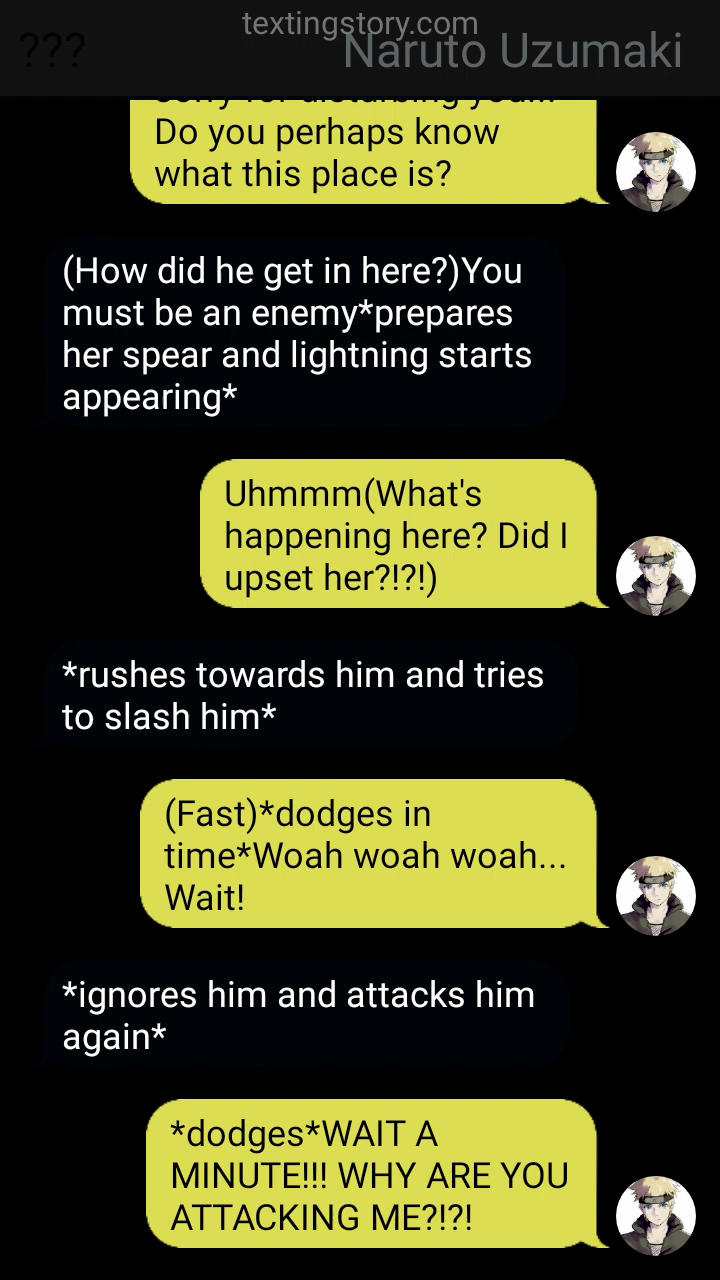 textingstory.com
??? Naruto Uzumaki
Do you perhaps know
what this place is?
(How did he get in here?)You
must be an enemy*prepares
her spear and lightning starts
appearing*
Uhmmm(What's
happening here? Did I
upset her?!?!)
*rushes towards him and tries
to slash him*
(Fast)*dodges in
time*Woah woah woah...
Wait!
*ignores him and attacks him
again*
*dodges*WAIT A
MINUTE!!! WHY ARE YOU
ATTACKING ME?!?!